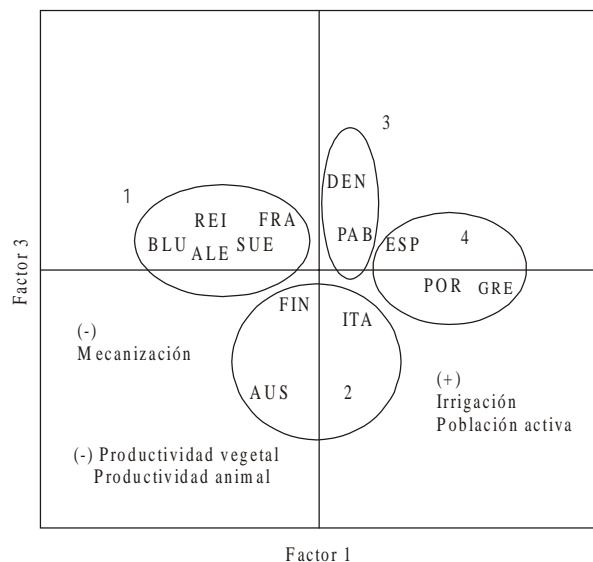 3
DEN
1
REI
FRA
PAB
4
BLU
SUE
ESP
ALE
Factor 3
POR
GRE
FIN
ITA
(-)
Mecanización
(+)
AUS
2
Irrigación
Población activa
(-) Productividad vegetal
Productividad animal
Factor 1